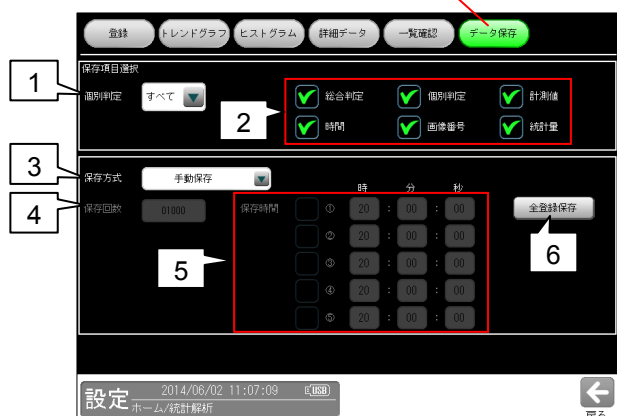 登録 トレンドグラフ ヒストグラム 詳細データ 一覧確認 データ保存
保存項目選択
1
個別判定 すべて
2
総合判定 個別判定 計測値
時間 画像番号 統計量
3
保存方式 手動保存
時 分 秒
4
保存回数 01000
保存時間 ① 20 : 00 : 00
全登録保存
② 20 : 00 : 00
5
6
③ 20 : 00 : 00
④ 20 : 00 : 00
⑤ 20 : 00 : 00
設定 2014/06/02 11:07:09 USB
ホーム/統計解析
戻る